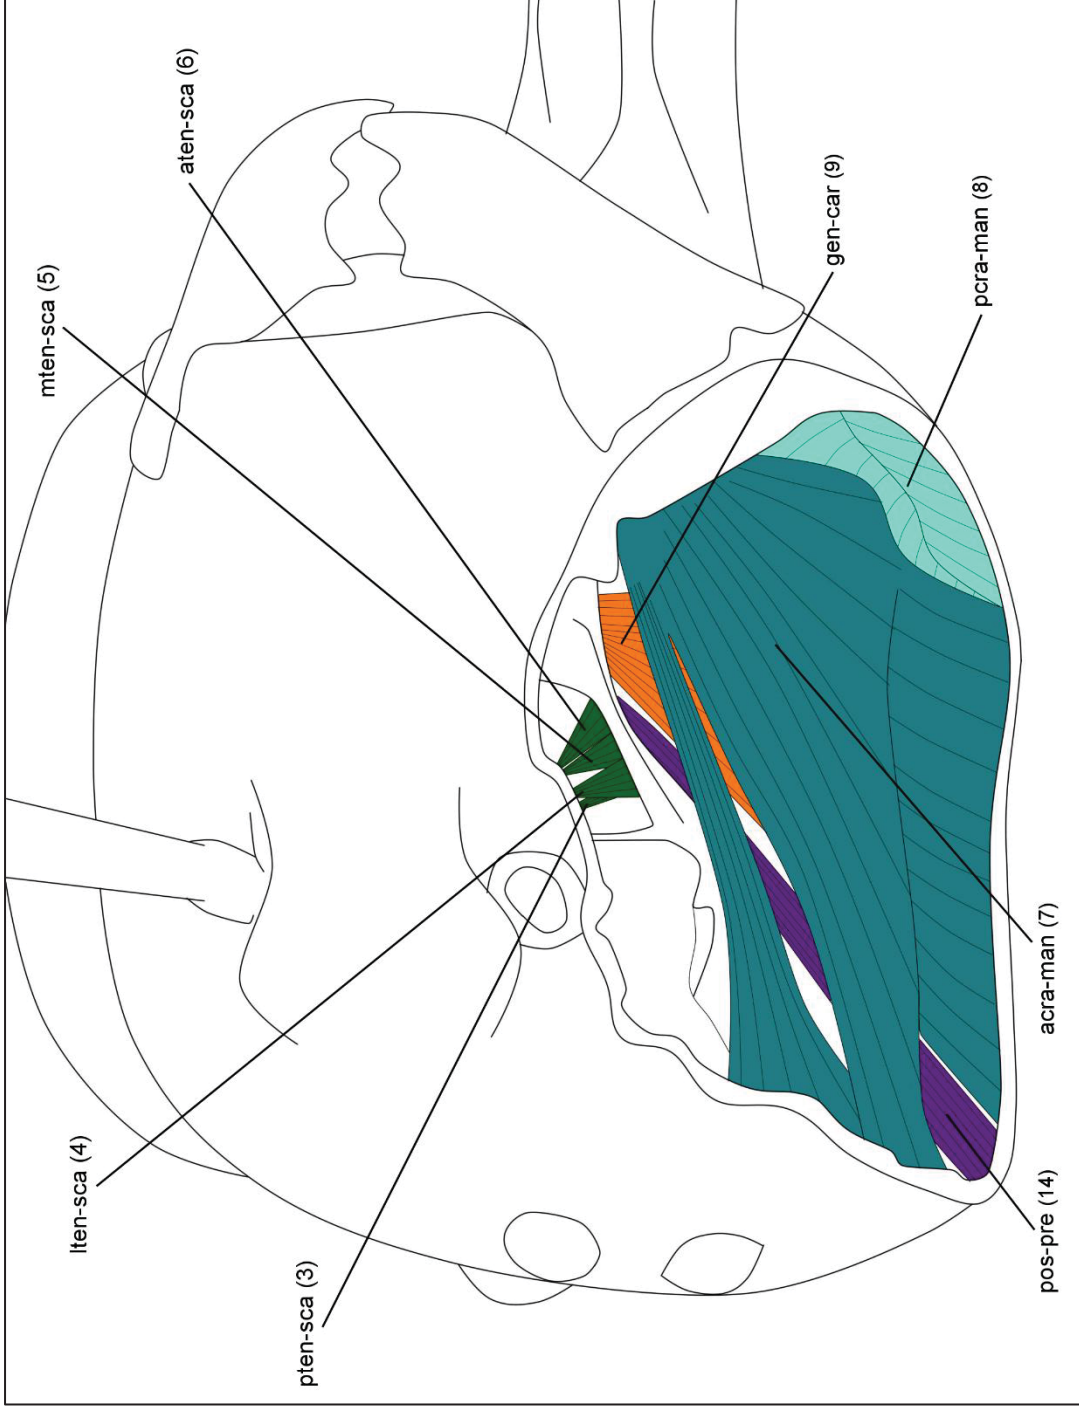 pten-sca (3)
lten-sca (4)
mten-sca (5)
aten-sca (6)
pos-pre (14)
acra-man (7)
gen-car (9)
pcra-man (8)